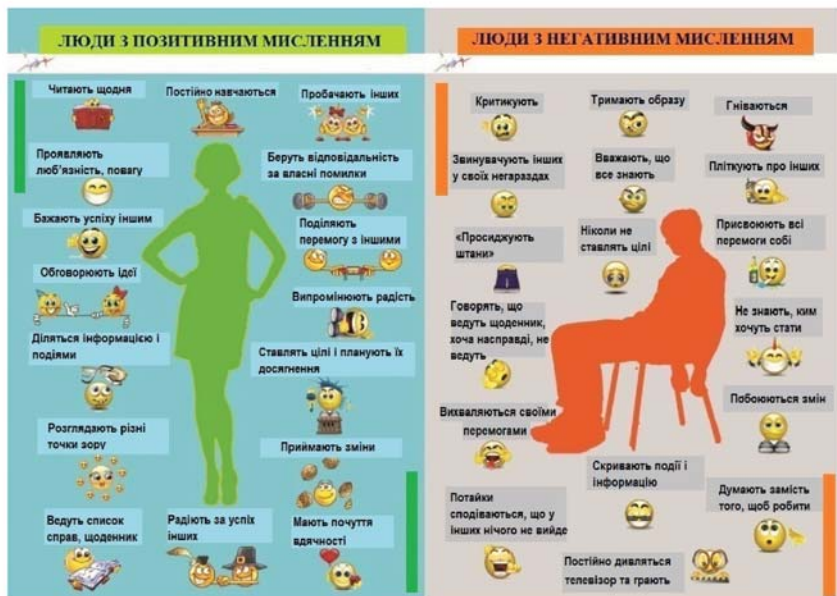 ЛЮДИ З ПОЗИТИВНИМ МИСЛЕННЯМ
Читають щодня
Постійно навчаються
Пробачають інших
Проявляють
люб'язність, повагу
Беруть відповідальність
за власні помилки
Бажають успіху іншим
Поділяють
перемогу з іншими
Обговорюють ідеї
Випромінюють радість
Діляться інформацією і
подіями
Ставлять цілі і планують їх
досягнення
Розглядають різні
точки зору
Приймають зміни
Ведуть список
справ, щоденник
Радіють за успіх
інших
Мають почуття
вдячності
ЛЮДИ З НЕГАТИВНИМ МИСЛЕННЯМ
Критикують
Тримають образу
Гніваються
Звинувачують інших
у своїх негараздах
Вважають, що
все знають
Пліткують про інших
«Просиджують
штани»
Ніколи не
ставлять цілі
Присвоюють всі
перемоги собі
Говорять, що
ведуть щоденник,
хоча насправді, не
ведуть
Не знають, ким
хочуть стати
Вихваляються своїми
перемогами
Побоюються змін
Скривають події і
інформацію
Потайки
сподіваються, що у
інших нічого не вийде
Думають замість
того, щоб робити
Постійно дивляться
телевізор та грають